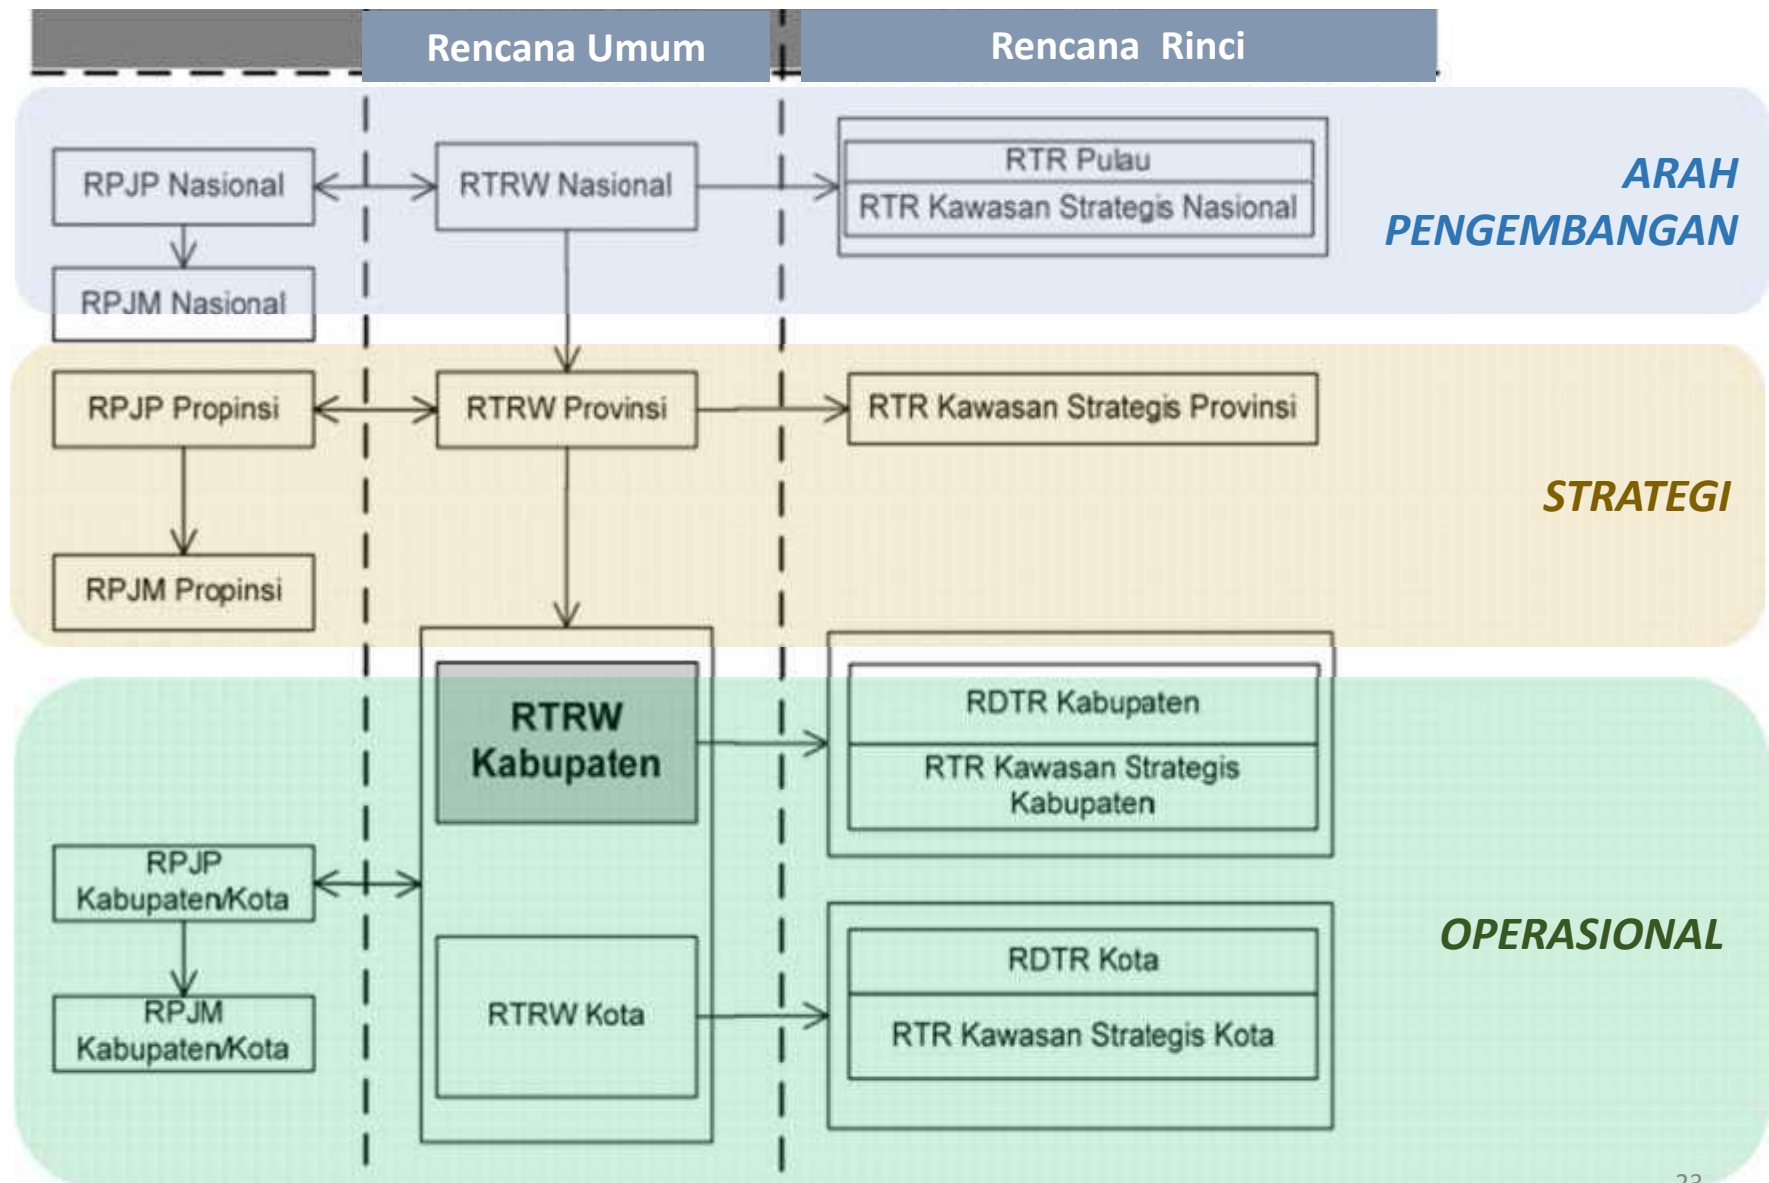 Rencana Umum
Rencana Rinci
RPJP Nasional
RTRW Nasional
RTR Pulau
RTR Kawasan Strategis Nasional
ARAH
PENGEMBANGAN
RPJM Nasional
RPJP Propinsi
RTRW Provinsi
RTR Kawasan Strategis Provinsi
STRATEGI
RPJM Propinsi
RTRW
Kabupaten
RDTR Kabupaten
RTR Kawasan Strategis
Kabupaten
RPJP
Kabupaten/Kota
OPERASIONAL
RTRW Kota
RDTR Kota
RTR Kawasan Strategis Kota
RPJM
Kabupaten/Kota
23